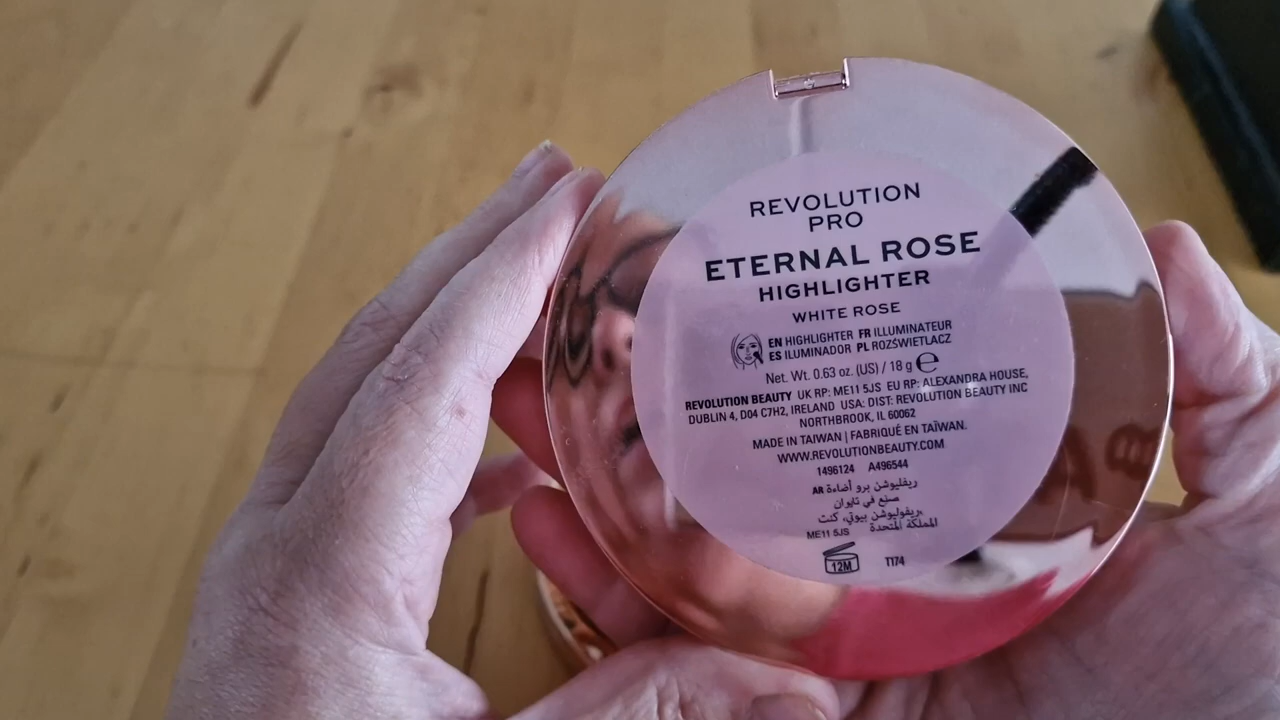 REVOLUTION
PRO
ETERNAL ROSE
HIGHLIGHTER
WHITE ROSE
EN HIGHLIGHTER FR ILLUMINATEUR
ES ILUMINADOR PL ROZŚWIETLACZ
Net. Wt. 0.63 oz. (US) / 18 g ℮
REVOLUTION BEAUTY UK RP: ME11 5JS EU RP: ALEXANDRA HOUSE,
DUBLIN 4, D04 C7H2, IRELAND USA: DIST: REVOLUTION BEAUTY INC
NORTHBROOK, IL 60062
MADE IN TAIWAN | FABRIQUÉ EN TAÏWAN.
WWW.REVOLUTIONBEAUTY.COM
1496124 A496544
AR ريفليوشن برو أضاءة
صنع في تايوان
ريفوليوشن بيوتي، كنت،
المملكة المتحدة
ME11 5JS
12M T174